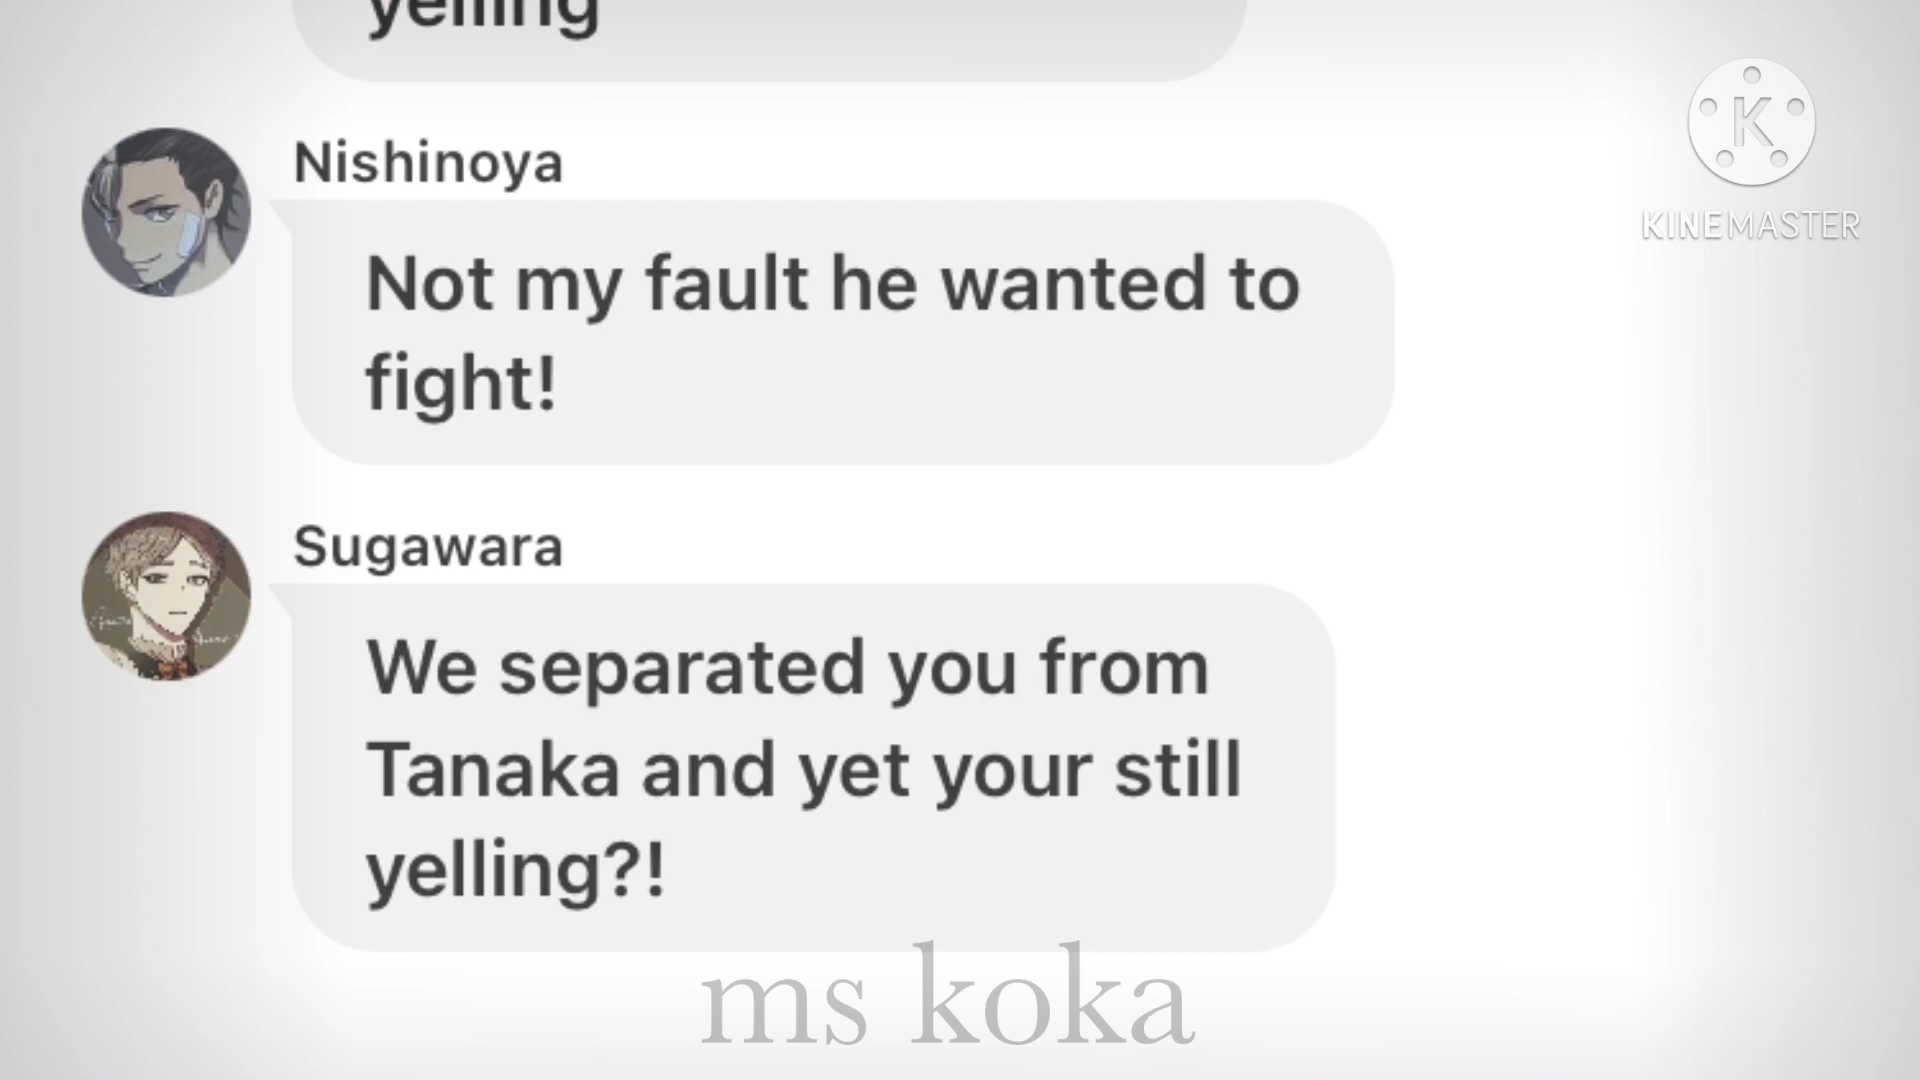 yelling
Nishinoya
Not my fault he wanted to
fight!
Sugawara
We separated you from
Tanaka and yet your still
yelling?!
ms koka
K
KINEMASTER